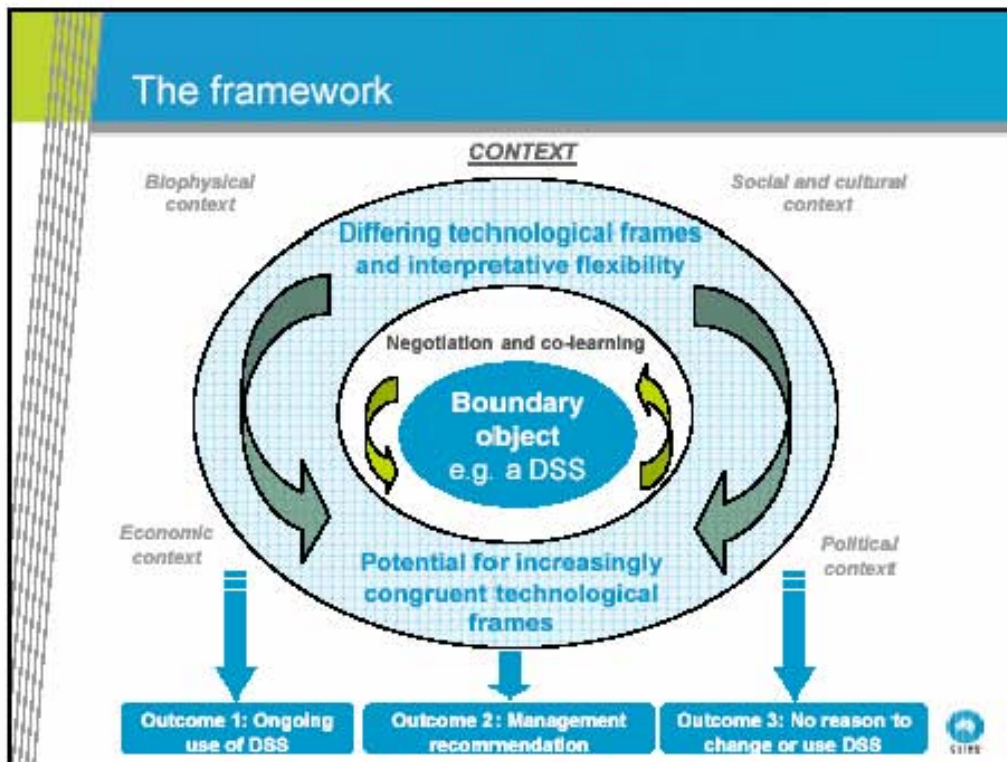 The framework
CONTEXT
Biophysical
context
Social and cultural
context
Differing technological frames
and interpretative flexibility
Negotiation and co-learning
Boundary
object
e.g. a DSS
Economic
context
Political
context
Potential for increasingly
congruent technological
frames
Outcome 1: Ongoing
use of DSS
Outcome 2: Management
recommendation
Outcome 3: No reason to
change or use DSS